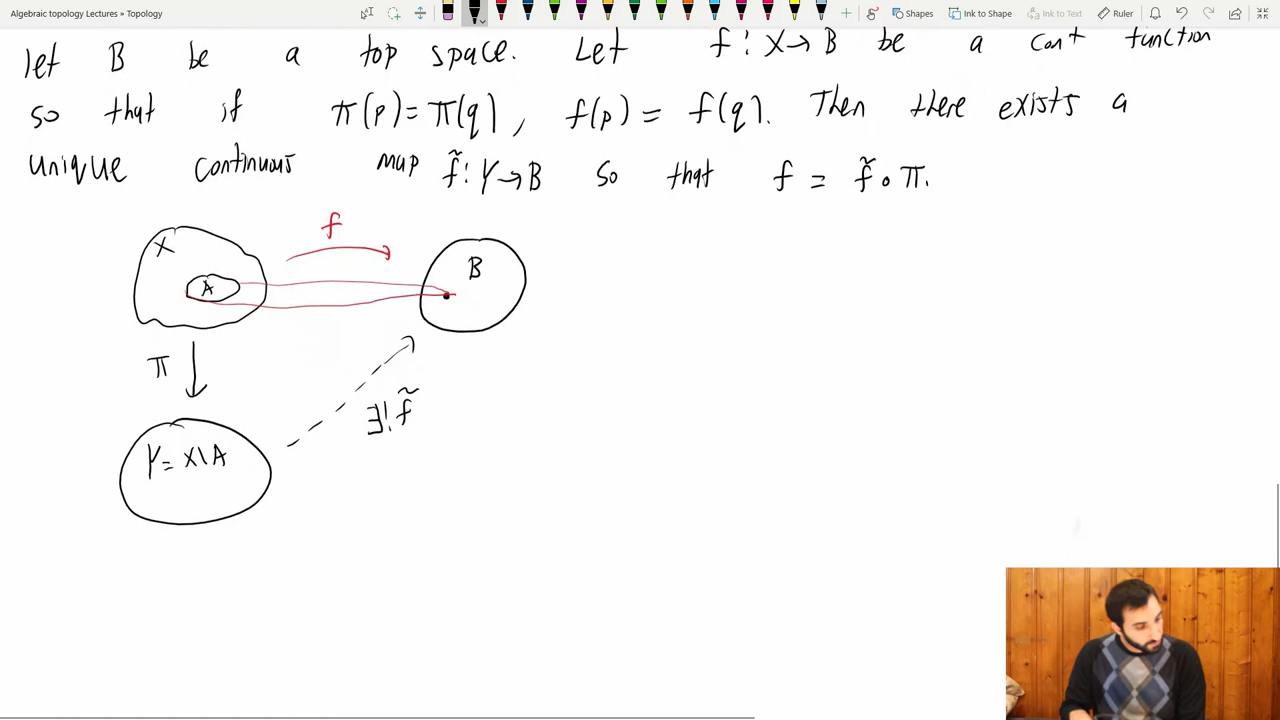 Algebraic topology Lectures » Topology
Shapes
Ink to Shape
Ink to Text
Ruler
let B be a top space. Let f : X → B be a cont function
so that if π(p) = π(q), f(p) = f(q). Then there exists a
unique continuous map f̃ : Y → B so that f = f̃ ∘ π.
f
X
B
A
π
∃! f̃
Y = X\A